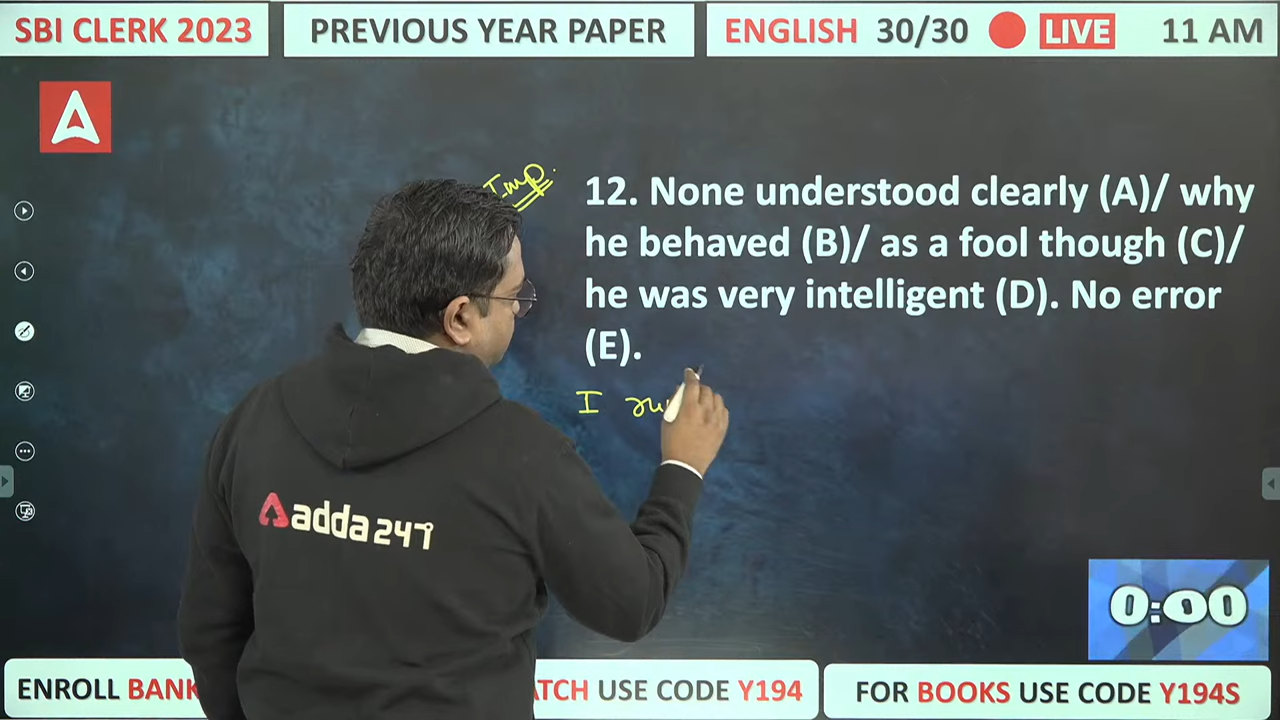 SBI CLERK 2023
PREVIOUS YEAR PAPER
ENGLISH 30/30 LIVE 11 AM
Imp.
12. None understood clearly (A)/ why
he behaved (B)/ as a fool though (C)/
he was very intelligent (D). No error
(E).
I
adda 247
0:00
ENROLL BANK
USE CODE Y194
FOR BOOKS USE CODE Y194S